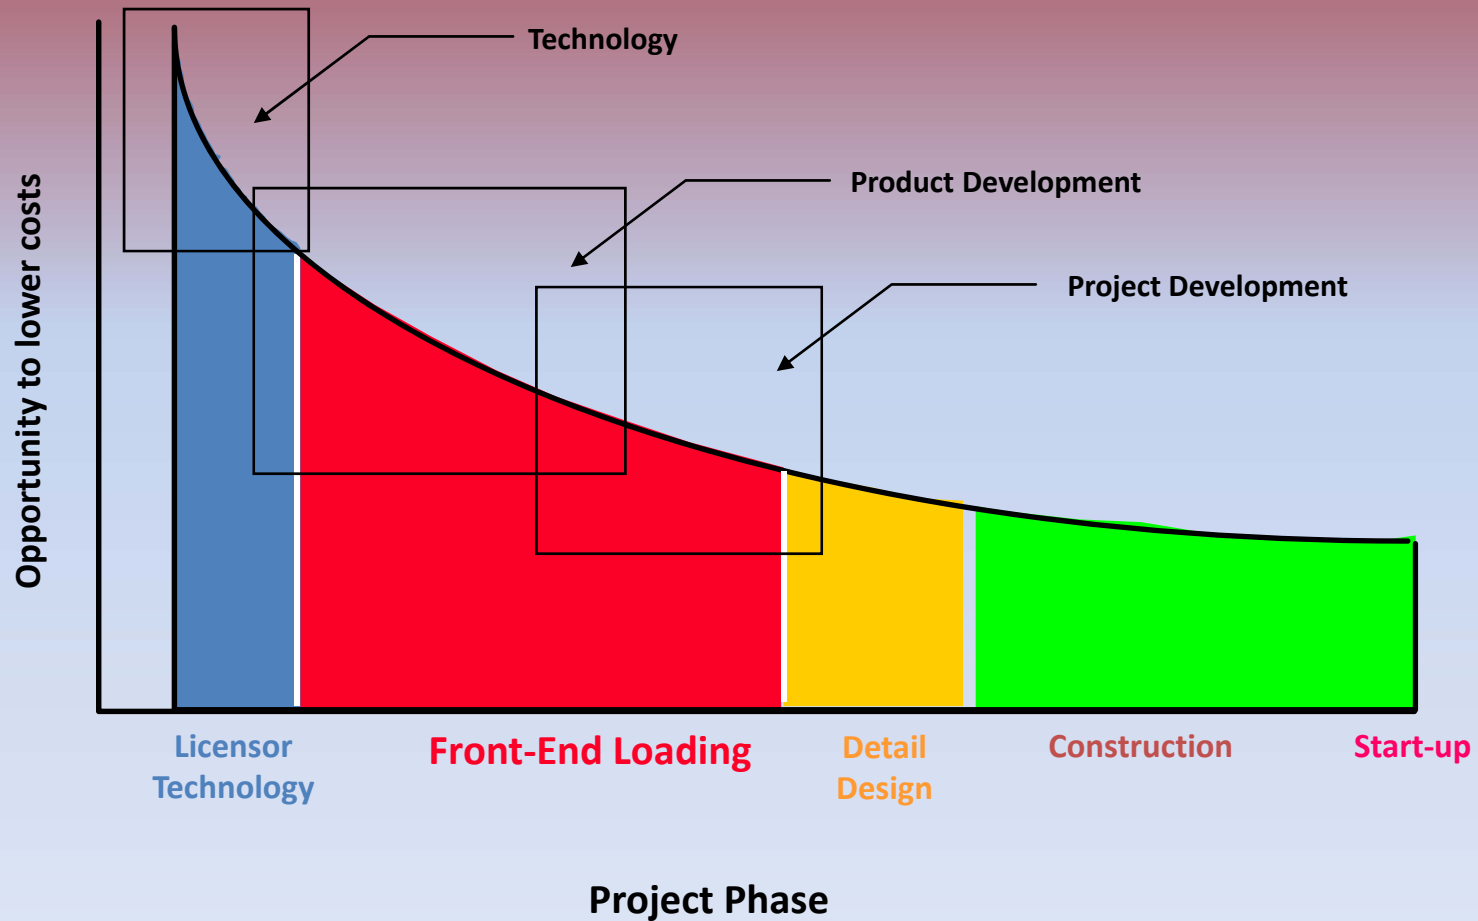 Technology
Product Development
Project Development
Opportunity to lower costs
Licensor
Technology
Front-End Loading
Detail
Design
Construction
Start-up
Project Phase